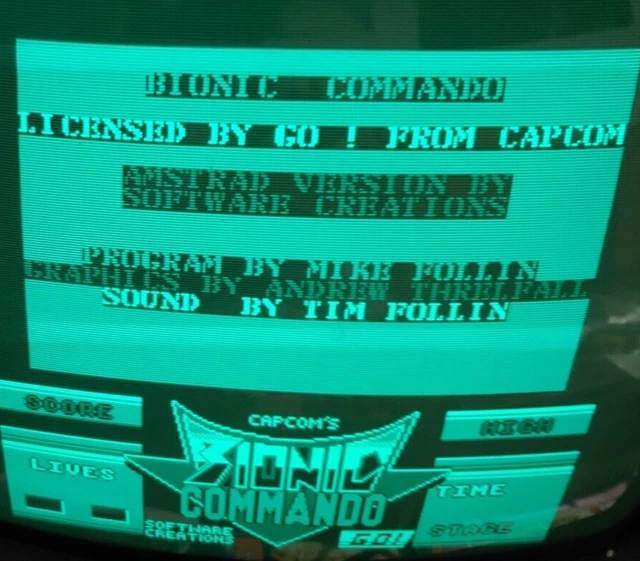 BIONIC COMMANDO
LICENSED BY GO ! FROM CAPCOM
AMSTRAD VERSION BY
SOFTWARE CREATIONS
PROGRAM BY MIKE FOLLIN
GRAPHICS BY ANDREW THRELFALL
SOUND BY TIM FOLLIN
SCORE
CAPCOM'S
HIGH
BIONIC
COMMANDO
LIVES
TIME
SOFTWARE
CREATIONS
GO!
STAGE